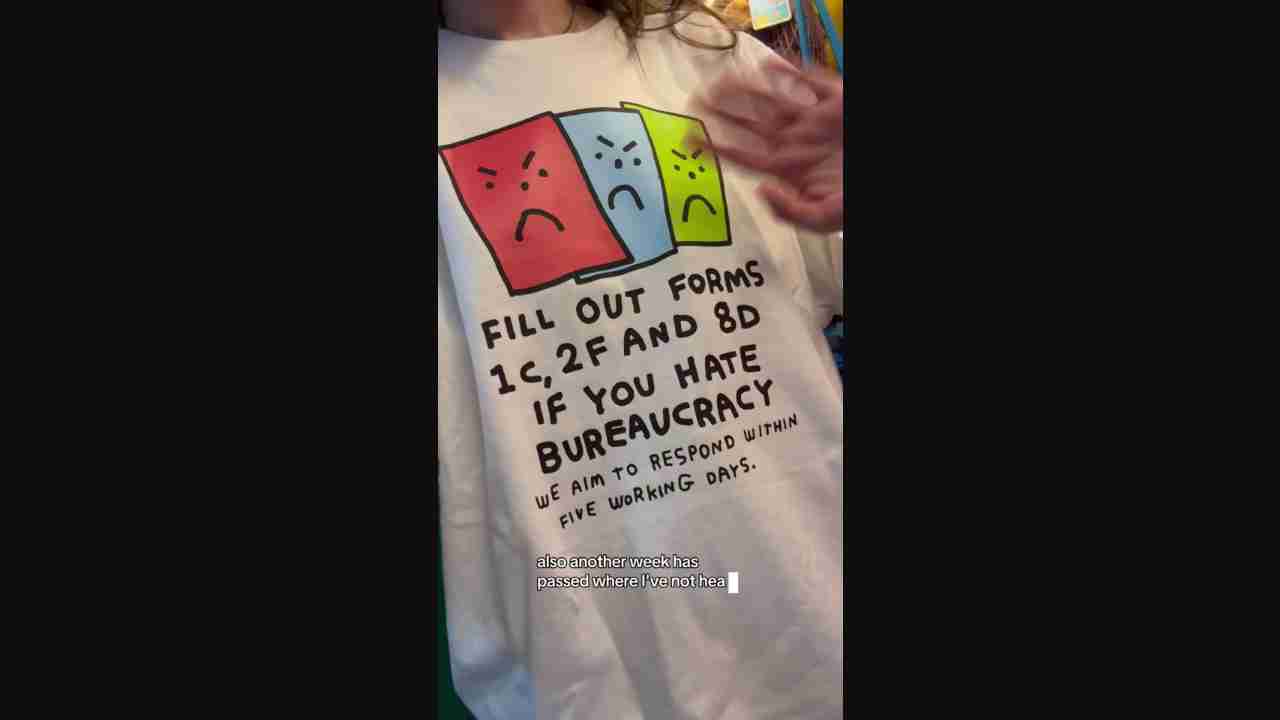 FILL OUT FORMS
1C, 2F AND 8D
IF YOU HATE
BUREAUCRACY
WE AIM TO RESPOND WITHIN
FIVE WORKING DAYS.
also another week has
passed where I've not hea